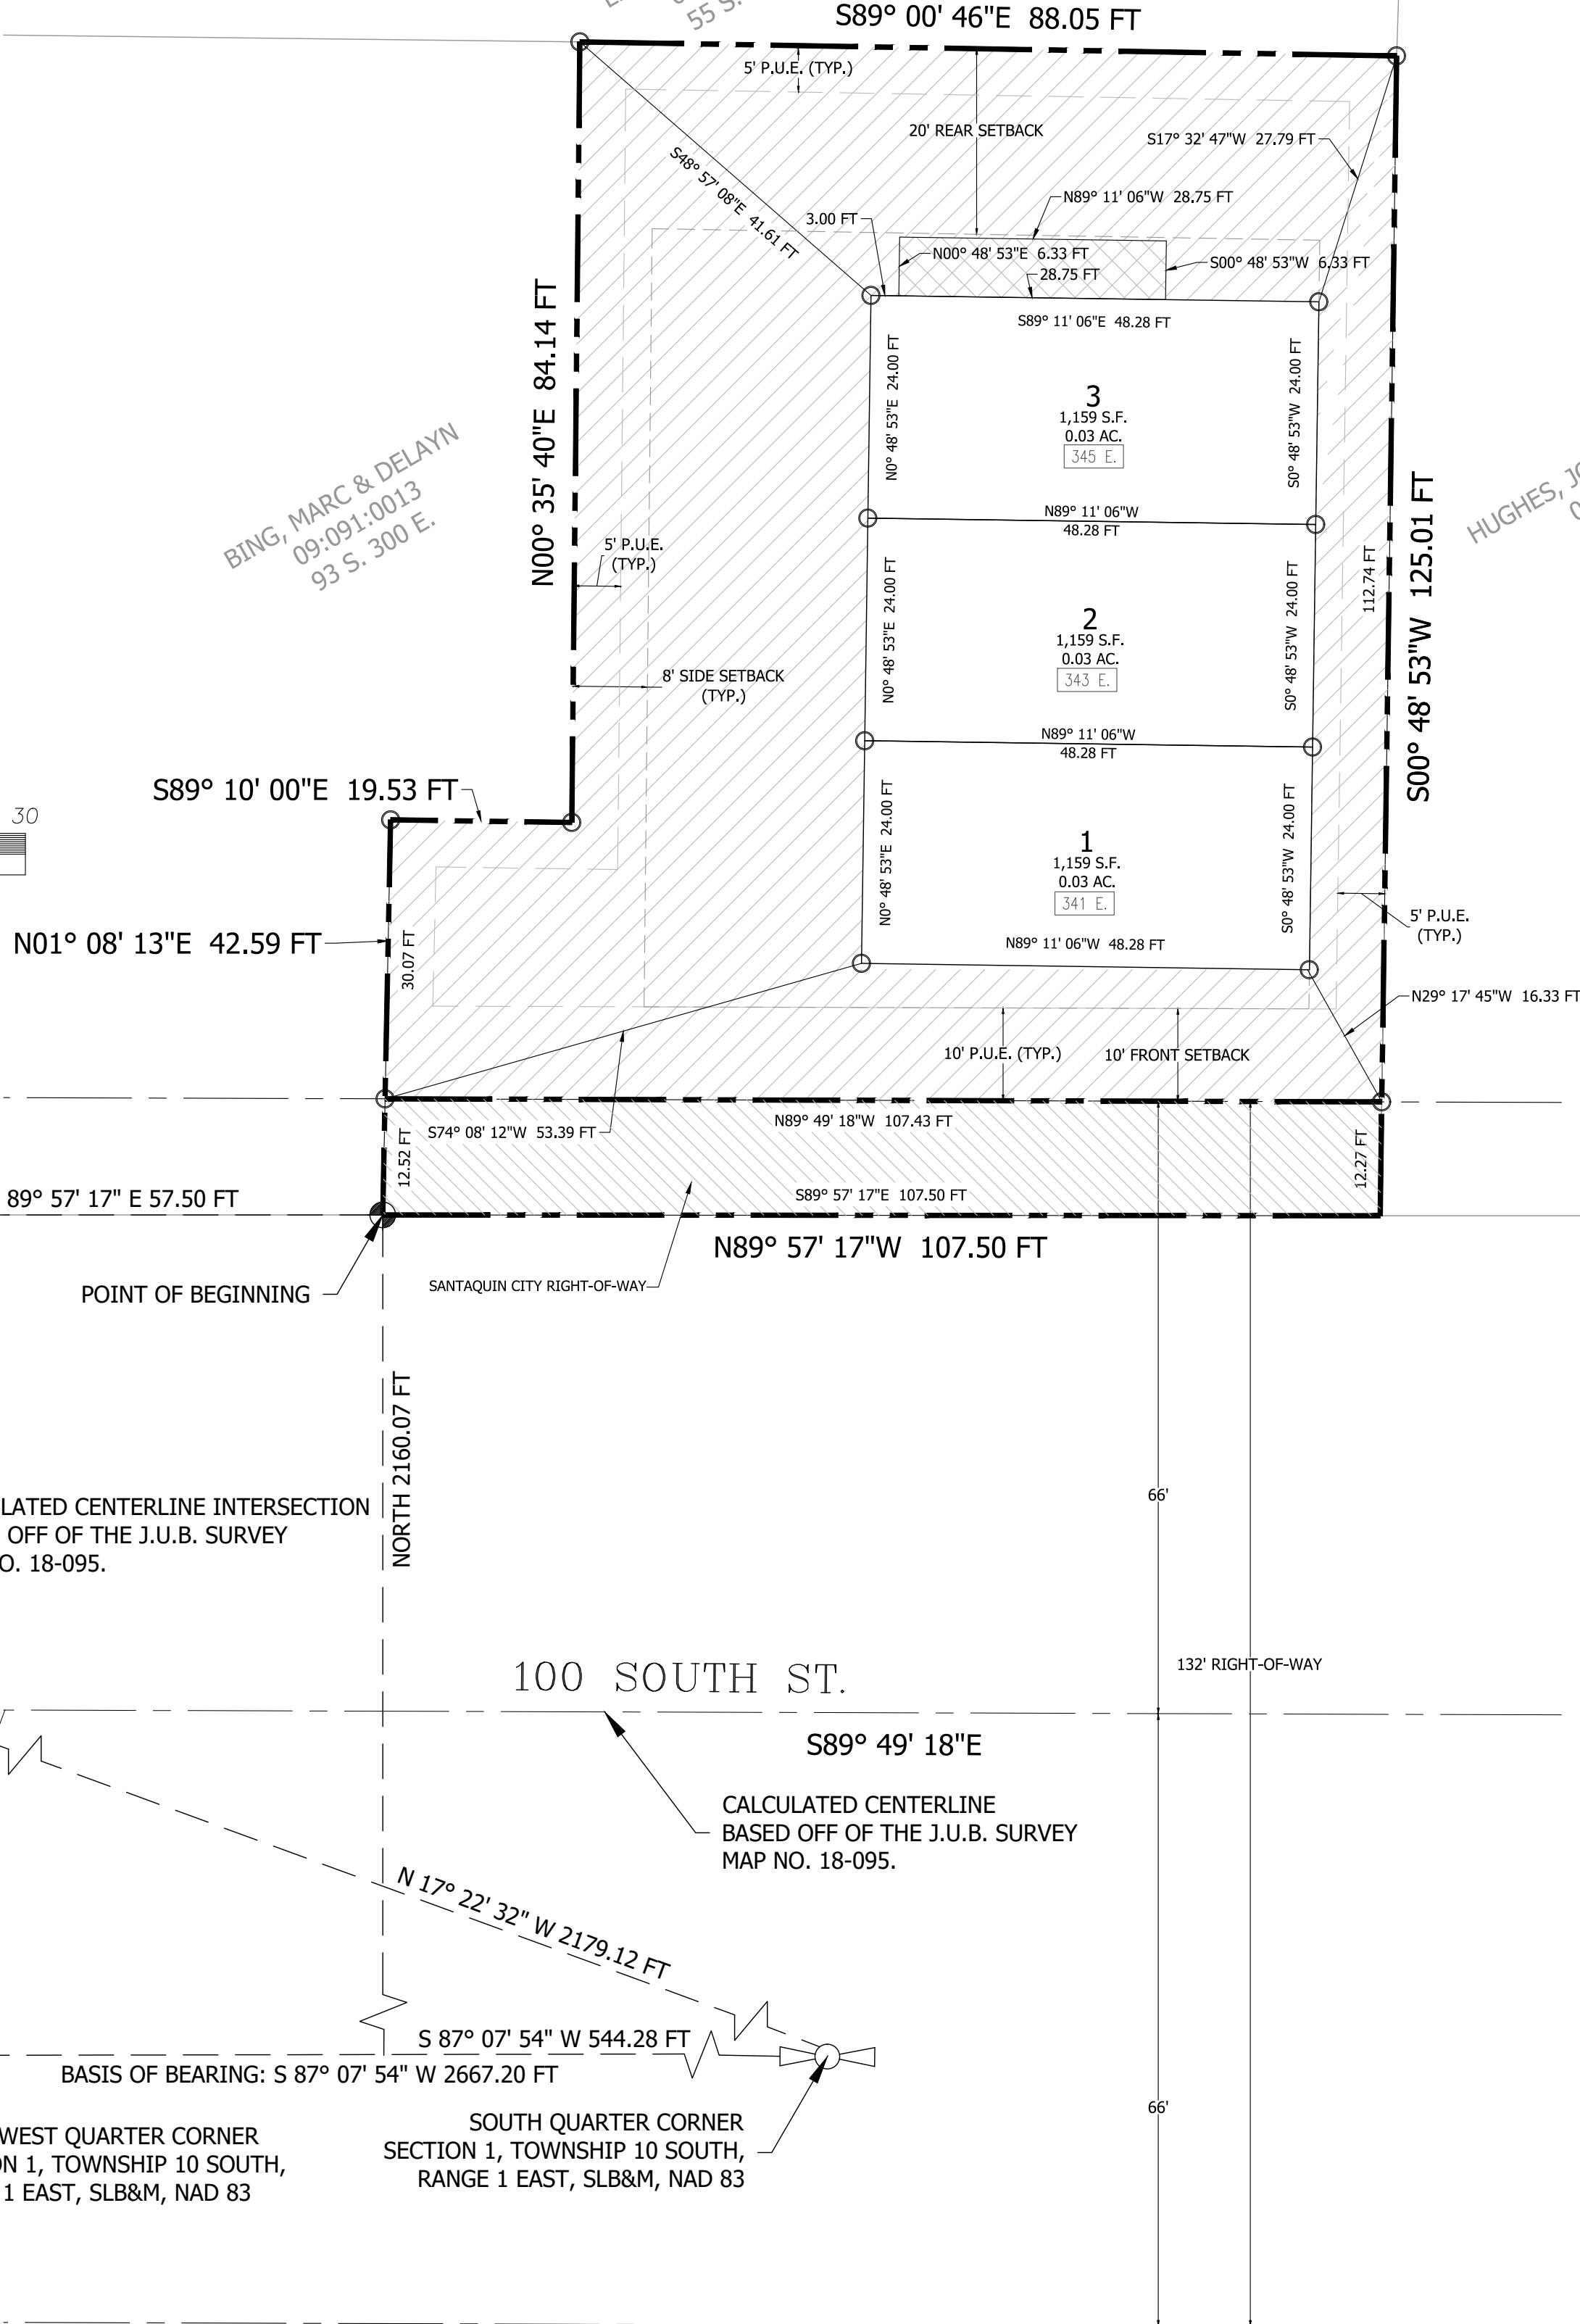 55 S.
S89° 00' 46"E 88.05 FT
5' P.U.E. (TYP.)
20' REAR SETBACK
S17° 32' 47"W 27.79 FT
S48° 57' 08"E 41.61 FT
N89° 11' 06"W 28.75 FT
3.00 FT
N00° 48' 53"E 6.33 FT
S00° 48' 53"W 6.33 FT
28.75 FT
S89° 11' 06"E 48.28 FT
N00° 35' 40"E 84.14 FT
N0° 48' 53"E 24.00 FT
3
1,159 S.F.
0.03 AC.
345 E.
S0° 48' 53"W 24.00 FT
BING, MARC & DELAYN
09:091:0013
93 S. 300 E.
HUGHES,
N89° 11' 06"W
48.28 FT
5' P.U.E.
(TYP.)
N0° 48' 53"E 24.00 FT
2
1,159 S.F.
0.03 AC.
343 E.
S0° 48' 53"W 24.00 FT
112.74 FT
S00° 48' 53"W 125.01 FT
8' SIDE SETBACK
(TYP.)
N89° 11' 06"W
48.28 FT
S89° 10' 00"E 19.53 FT
30
N0° 48' 53"E 24.00 FT
1
1,159 S.F.
0.03 AC.
341 E.
S0° 48' 53"W 24.00 FT
5' P.U.E.
(TYP.)
N01° 08' 13"E 42.59 FT
30.07 FT
N89° 11' 06"W 48.28 FT
N29° 17' 45"W 16.33 FT
10' P.U.E. (TYP.)
10' FRONT SETBACK
N89° 49' 18"W 107.43 FT
S74° 08' 12"W 53.39 FT
12.52 FT
12.27 FT
89° 57' 17" E 57.50 FT
S89° 57' 17"E 107.50 FT
N89° 57' 17"W 107.50 FT
POINT OF BEGINNING
SANTAQUIN CITY RIGHT-OF-WAY
NORTH 2160.07 FT
LATED CENTERLINE INTERSECTION
OFF OF THE J.U.B. SURVEY
O. 18-095.
66'
132' RIGHT-OF-WAY
100 SOUTH ST.
S89° 49' 18"E
CALCULATED CENTERLINE
BASED OFF OF THE J.U.B. SURVEY
MAP NO. 18-095.
N 17° 22' 32" W 2179.12 FT
S 87° 07' 54" W 544.28 FT
BASIS OF BEARING: S 87° 07' 54" W 2667.20 FT
66'
WEST QUARTER CORNER
ON 1, TOWNSHIP 10 SOUTH,
1 EAST, SLB&M, NAD 83
SOUTH QUARTER CORNER
SECTION 1, TOWNSHIP 10 SOUTH,
RANGE 1 EAST, SLB&M, NAD 83